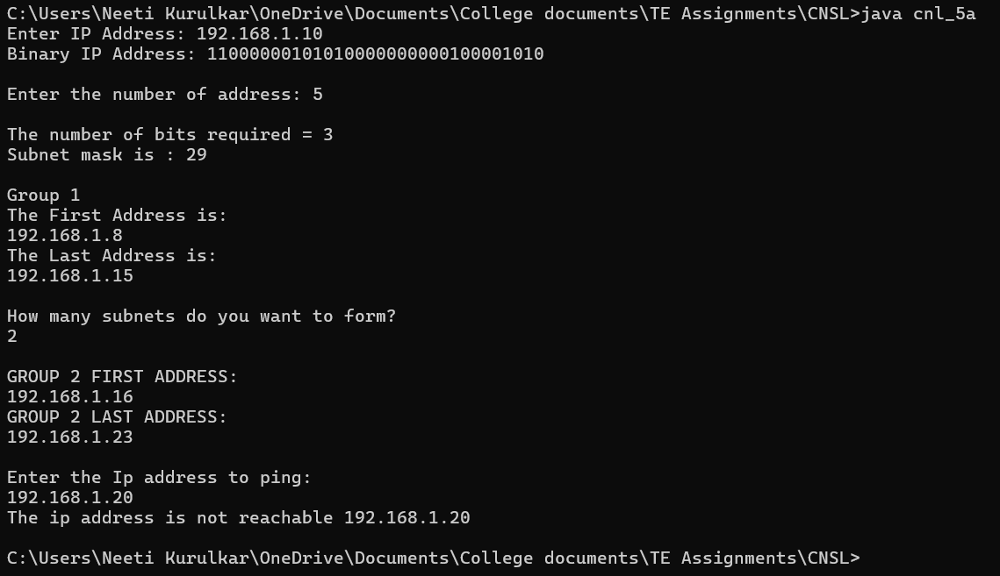 C:\Users\Neeti Kurulkar\OneDrive\Documents\College documents\TE Assignments\CNSL>java cnl_5a
Enter IP Address: 192.168.1.10
Binary IP Address: 11000000101010000000000100001010
Enter the number of address: 5
The number of bits required = 3
Subnet mask is : 29
Group 1
The First Address is:
192.168.1.8
The Last Address is:
192.168.1.15
How many subnets do you want to form?
2
GROUP 2 FIRST ADDRESS:
192.168.1.16
GROUP 2 LAST ADDRESS:
192.168.1.23
Enter the Ip address to ping:
192.168.1.20
The ip address is not reachable 192.168.1.20
C:\Users\Neeti Kurulkar\OneDrive\Documents\College documents\TE Assignments\CNSL>